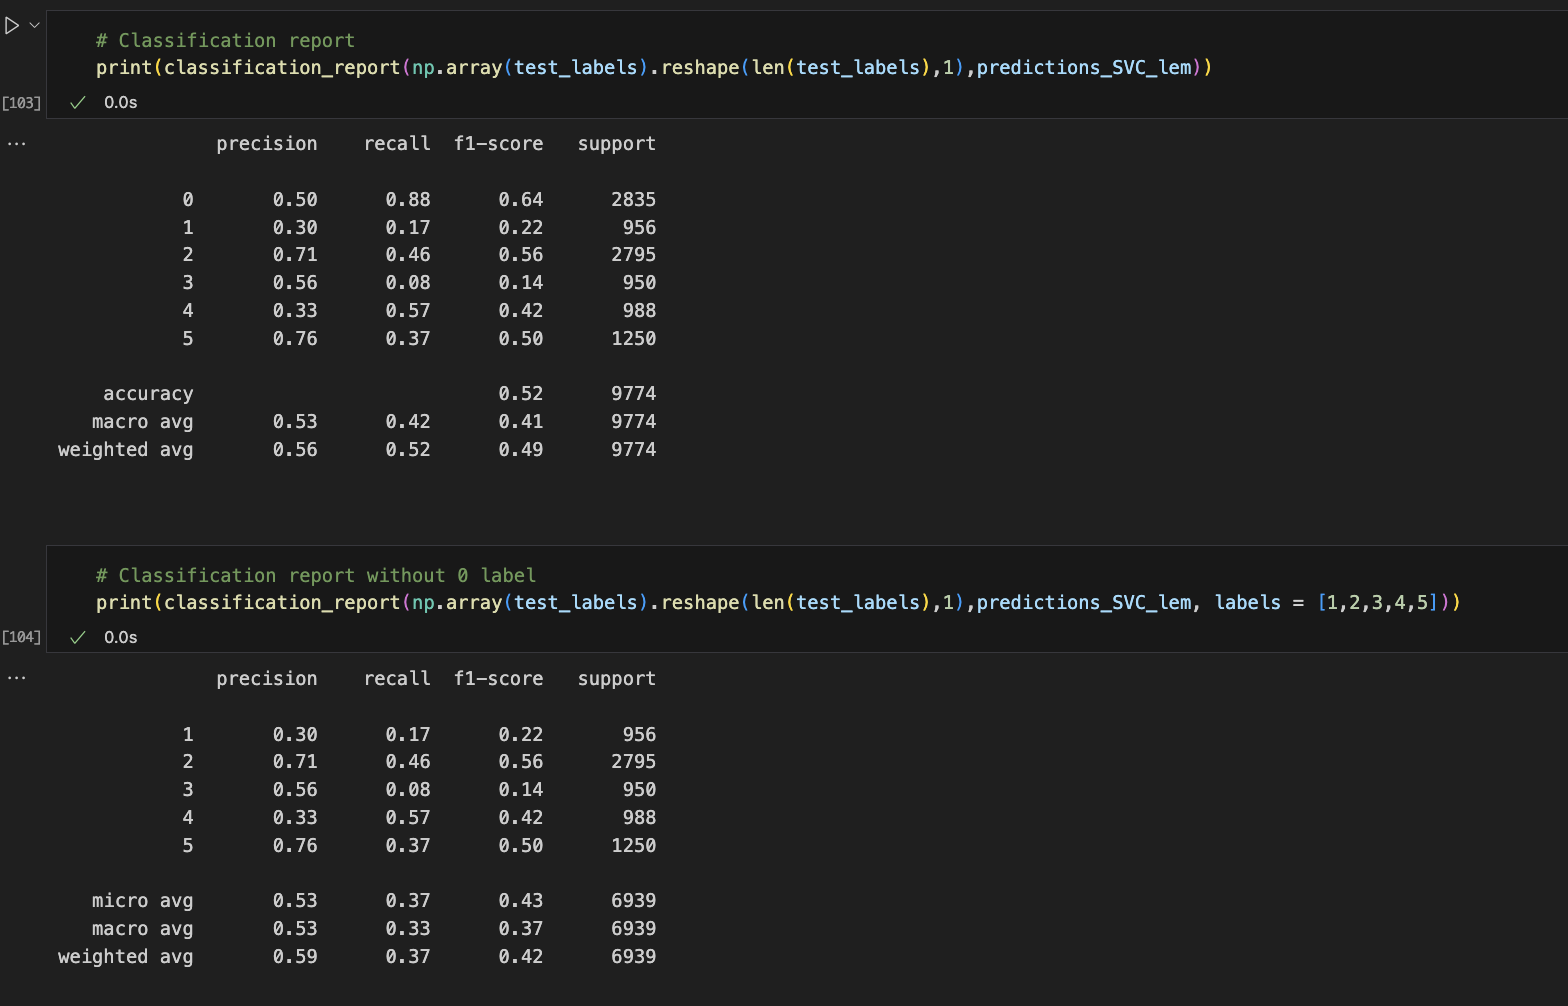 # Classification report
print(classification_report(np.array(test_labels).reshape(len(test_labels),1),predictions_SVC_lem))
[103] 0.0s
... precision recall f1-score support
0 0.50 0.88 0.64 2835
1 0.30 0.17 0.22 956
2 0.71 0.46 0.56 2795
3 0.56 0.08 0.14 950
4 0.33 0.57 0.42 988
5 0.76 0.37 0.50 1250
accuracy 0.52 9774
macro avg 0.53 0.42 0.41 9774
weighted avg 0.56 0.52 0.49 9774
# Classification report without 0 label
print(classification_report(np.array(test_labels).reshape(len(test_labels),1),predictions_SVC_lem, labels = [1,2,3,4,5]))
[104] 0.0s
... precision recall f1-score support
1 0.30 0.17 0.22 956
2 0.71 0.46 0.56 2795
3 0.56 0.08 0.14 950
4 0.33 0.57 0.42 988
5 0.76 0.37 0.50 1250
micro avg 0.53 0.37 0.43 6939
macro avg 0.53 0.33 0.37 6939
weighted avg 0.59 0.37 0.42 6939